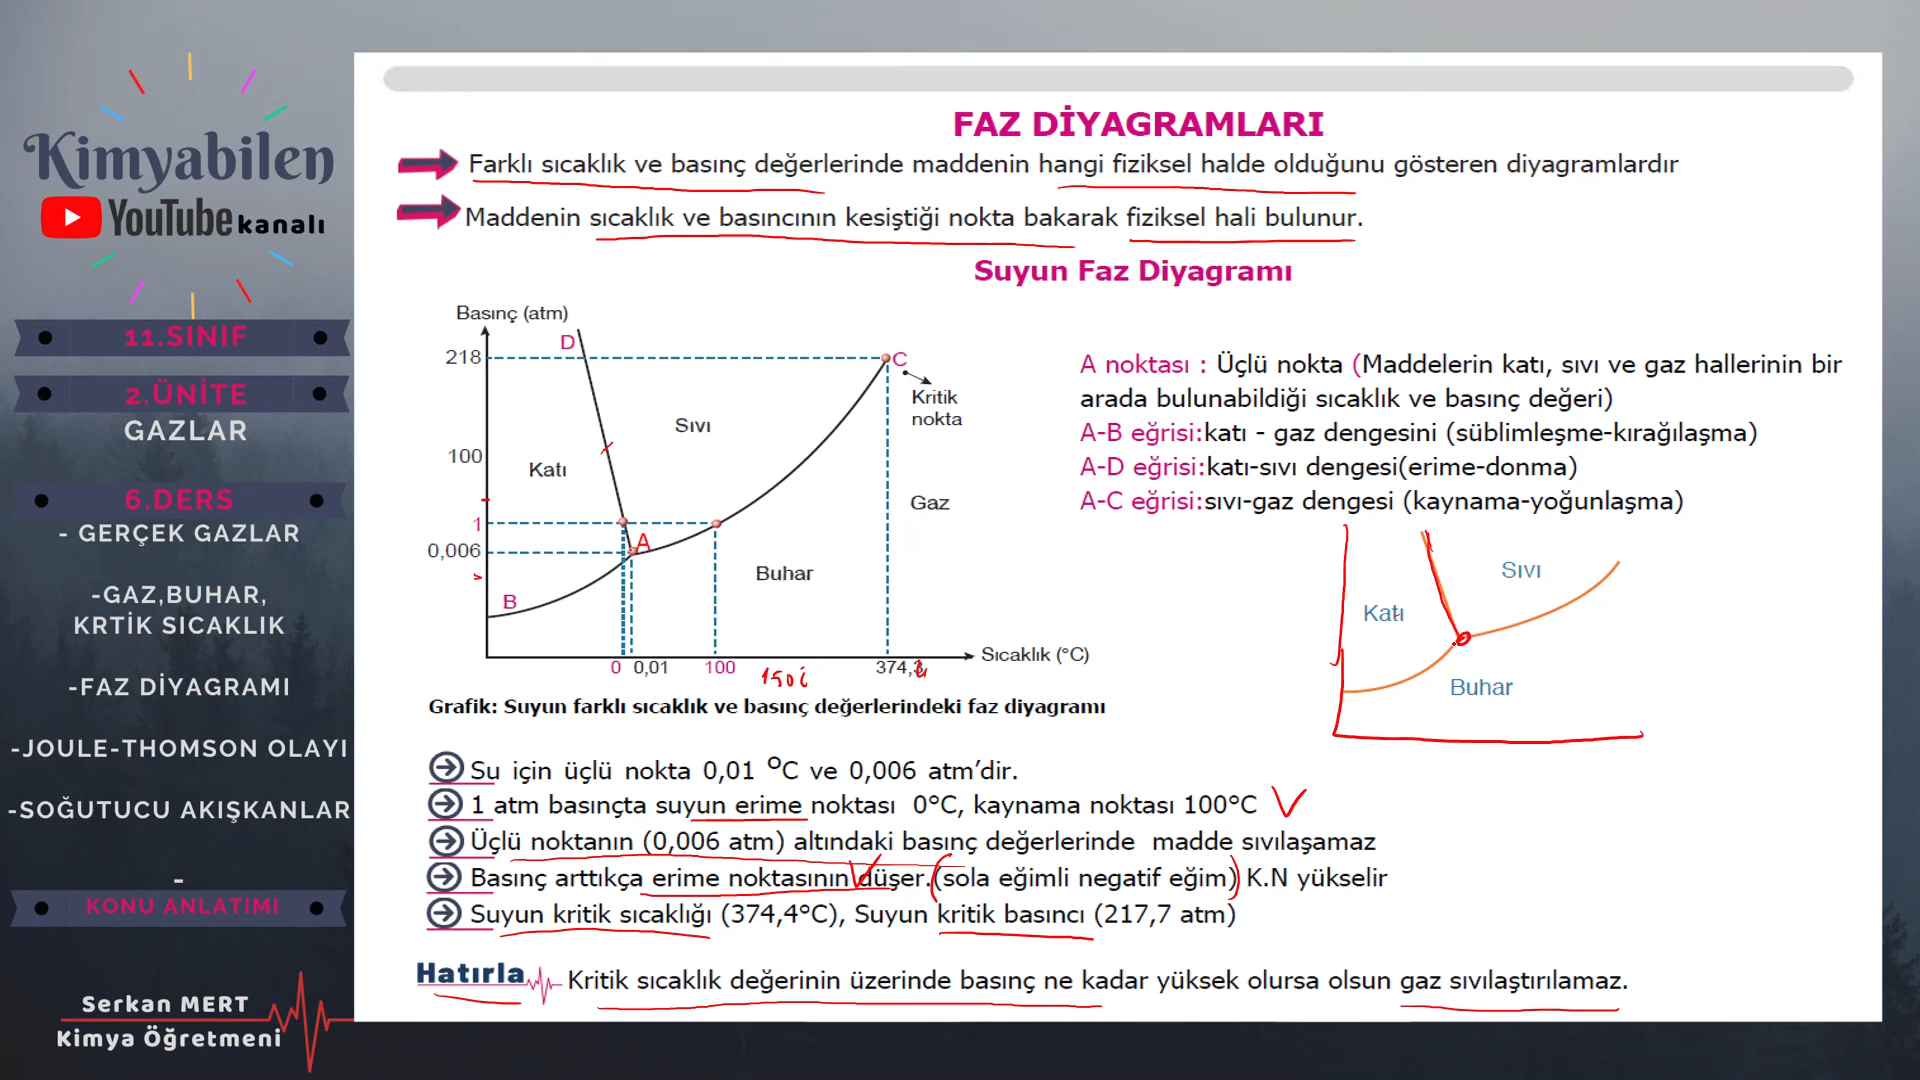 Kimyabilen
YouTube kanalı
11.SINIF
2.ÜNİTE
GAZLAR
6.DERS
- GERÇEK GAZLAR
-GAZ,BUHAR,
KRTİK SICAKLIK
-FAZ DİYAGRAMI
-JOULE-THOMSON OLAYI
-SOĞUTUCU AKIŞKANLAR
-
KONU ANLATIMI
Serkan MERT
Kimya Öğretmeni
FAZ DİYAGRAMLARI
Farklı sıcaklık ve basınç değerlerinde maddenin hangi fiziksel halde olduğunu gösteren diyagramlardır
Maddenin sıcaklık ve basıncının kesiştiği nokta bakarak fiziksel hali bulunur.
Suyun Faz Diyagramı
Basınç (atm)
D
218
C
Kritik
nokta
Sıvı
100
Katı
Gaz
1
A
0,006
Buhar
B
Sıcaklık (°C)
0 0,01 100 374,
Grafik: Suyun farklı sıcaklık ve basınç değerlerindeki faz diyagramı
A noktası : Üçlü nokta (Maddelerin katı, sıvı ve gaz hallerinin bir
arada bulunabildiği sıcaklık ve basınç değeri)
A-B eğrisi:katı - gaz dengesini (süblimleşme-kırağılaşma)
A-D eğrisi:katı-sıvı dengesi(erime-donma)
A-C eğrisi:sıvı-gaz dengesi (kaynama-yoğunlaşma)
Sıvı
Katı
Buhar
Su için üçlü nokta 0,01 °C ve 0,006 atm’dir.
1 atm basınçta suyun erime noktası 0°C, kaynama noktası 100°C
Üçlü noktanın (0,006 atm) altındaki basınç değerlerinde madde sıvılaşamaz
Basınç arttıkça erime noktasının düşer.(sola eğimli negatif eğim) K.N yükselir
Suyun kritik sıcaklığı (374,4°C), Suyun kritik basıncı (217,7 atm)
Hatırla Kritik sıcaklık değerinin üzerinde basınç ne kadar yüksek olursa olsun gaz sıvılaştırılamaz.